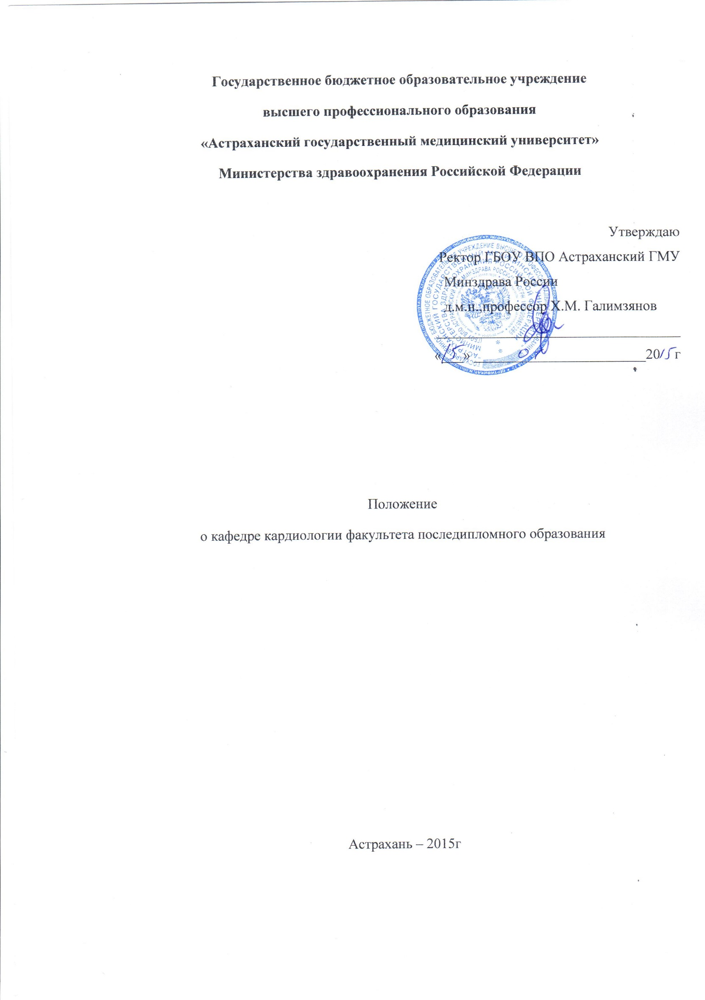 Государственное бюджетное образовательное учреждение
высшего профессионального образования
«Астраханский государственный медицинский университет»
Министерства здравоохранения Российской Федерации
Утверждаю
Ректор ГБОУ ВПО Астраханский ГМУ
Минздрава России
д.м.н.,профессор Х.М. Галимзянов
«15» 2015 г
Положение
о кафедре кардиологии факультета последипломного образования
Астрахань – 2015г